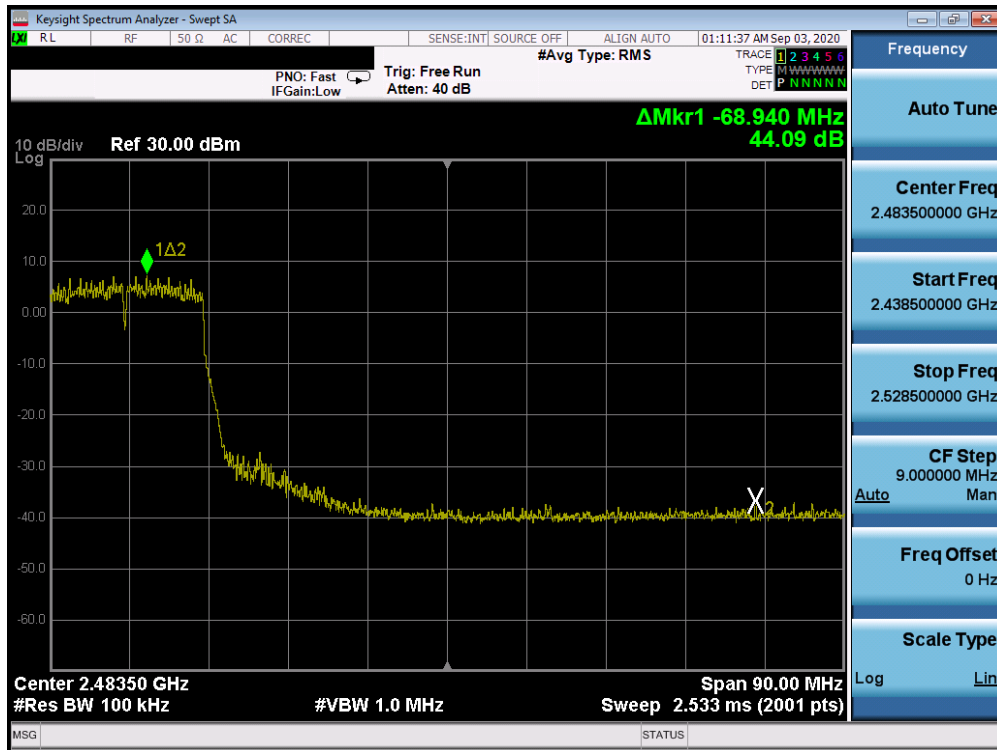 Keysight Spectrum Analyzer - Swept SA
LXI RL RF 50 Ω AC CORREC SENSE:INT SOURCE OFF ALIGN AUTO 01:11:37 AM Sep 03, 2020
#Avg Type: RMS
TRACE 1 2 3 4 5 6
TYPE M WWWWW
DET P N N N N N
PNO: Fast
IFGain:Low
Trig: Free Run
Atten: 40 dB
ΔMkr1 -68.940 MHz
44.09 dB
10 dB/div
Log
Ref 30.00 dBm
20.0
10.0
0.00
-10.0
-20.0
-30.0
-40.0
-50.0
-60.0
1Δ2
X2
Center 2.48350 GHz
Span 90.00 MHz
#Res BW 100 kHz
#VBW 1.0 MHz
Sweep 2.533 ms (2001 pts)
MSG
STATUS
Frequency
Auto Tune
Center Freq
2.483500000 GHz
Start Freq
2.438500000 GHz
Stop Freq
2.528500000 GHz
CF Step
9.000000 MHz
Auto Man
Freq Offset
0 Hz
Scale Type
Log Lin